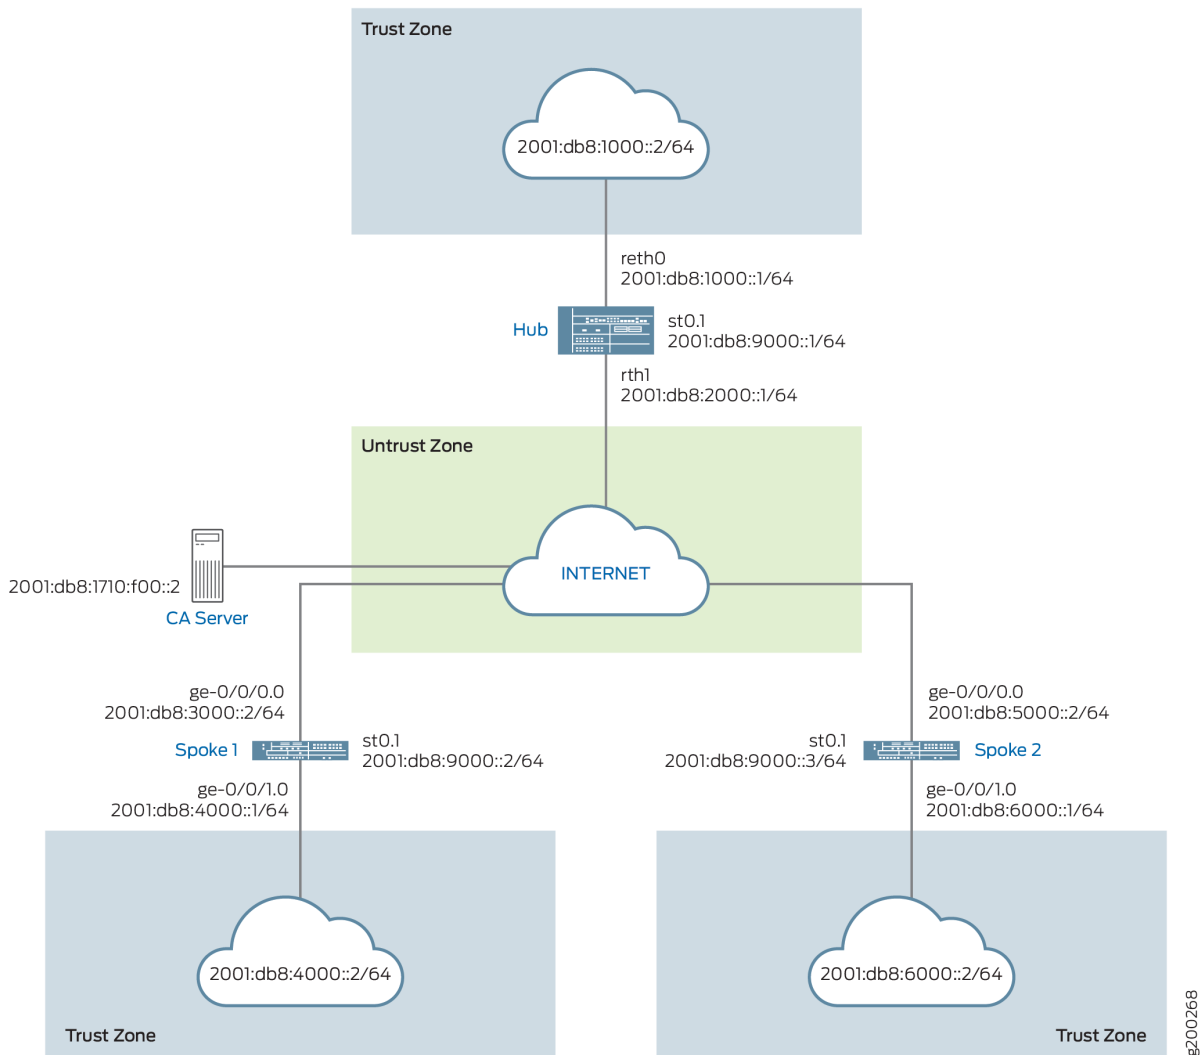 Trust Zone
2001:db8:1000::2/64
reth0
2001:db8:1000::1/64
Hub
st0.1
2001:db8:9000::1/64
rth1
2001:db8:2000::1/64
Untrust Zone
INTERNET
2001:db8:1710:f00::2
CA Server
ge-0/0/0.0
2001:db8:3000::2/64
Spoke 1
st0.1
2001:db8:9000::2/64
ge-0/0/1.0
2001:db8:4000::1/64
ge-0/0/0.0
2001:db8:5000::2/64
st0.1
2001:db8:9000::3/64
Spoke 2
ge-0/0/1.0
2001:db8:6000::1/64
2001:db8:4000::2/64
Trust Zone
2001:db8:6000::2/64
Trust Zone
g200268